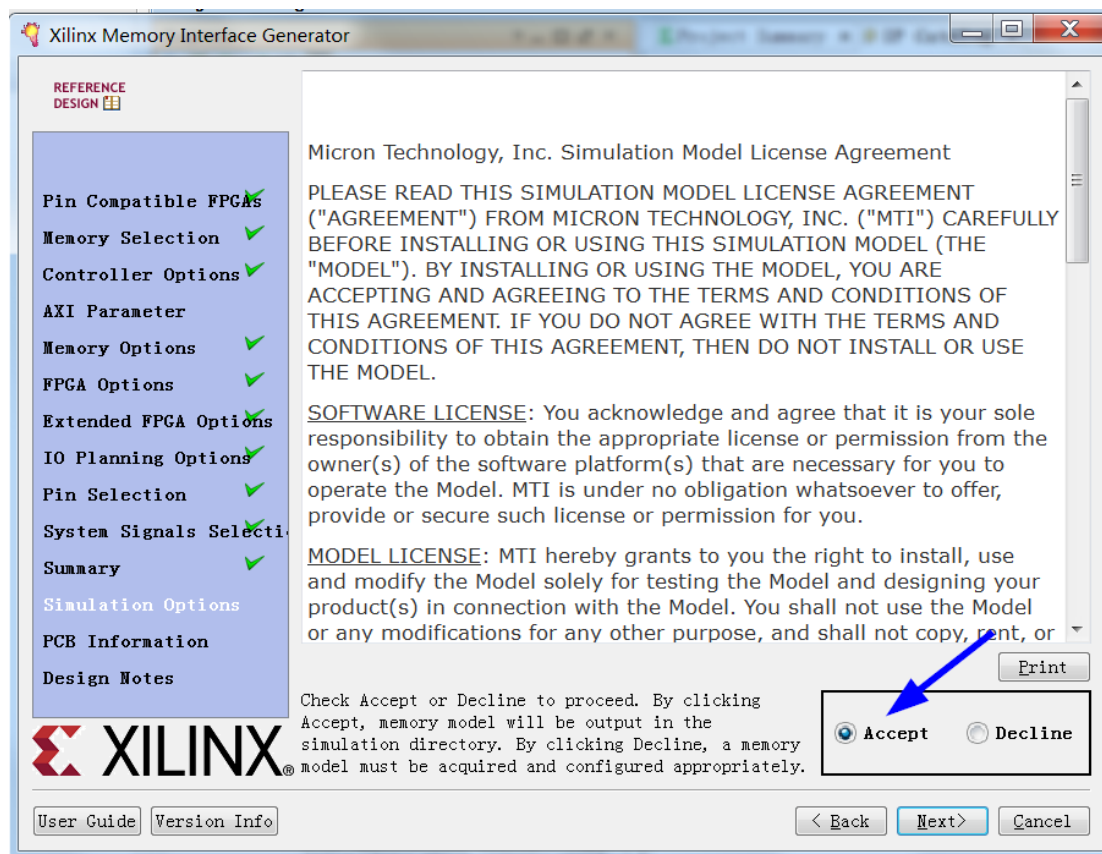 Xilinx Memory Interface Generator
REFERENCE
DESIGN
Pin Compatible FPGAs
Memory Selection
Controller Options
AXI Parameter
Memory Options
FPGA Options
Extended FPGA Options
IO Planning Options
Pin Selection
System Signals Selecti
Summary
Simulation Options
PCB Information
Design Notes
XILINX®
Micron Technology, Inc. Simulation Model License Agreement
PLEASE READ THIS SIMULATION MODEL LICENSE AGREEMENT
("AGREEMENT") FROM MICRON TECHNOLOGY, INC. ("MTI") CAREFULLY
BEFORE INSTALLING OR USING THIS SIMULATION MODEL (THE
"MODEL"). BY INSTALLING OR USING THE MODEL, YOU ARE
ACCEPTING AND AGREEING TO THE TERMS AND CONDITIONS OF
THIS AGREEMENT. IF YOU DO NOT AGREE WITH THE TERMS AND
CONDITIONS OF THIS AGREEMENT, THEN DO NOT INSTALL OR USE
THE MODEL.
SOFTWARE LICENSE: You acknowledge and agree that it is your sole
responsibility to obtain the appropriate license or permission from the
owner(s) of the software platform(s) that are necessary for you to
operate the Model. MTI is under no obligation whatsoever to offer,
provide or secure such license or permission for you.
MODEL LICENSE: MTI hereby grants to you the right to install, use
and modify the Model solely for testing the Model and designing your
product(s) in connection with the Model. You shall not use the Model
or any modifications for any other purpose, and shall not copy, rent, or
Print
Check Accept or Decline to proceed. By clicking
Accept, memory model will be output in the
simulation directory. By clicking Decline, a memory
model must be acquired and configured appropriately.
Accept
Decline
User Guide
Version Info
< Back
Next>
Cancel